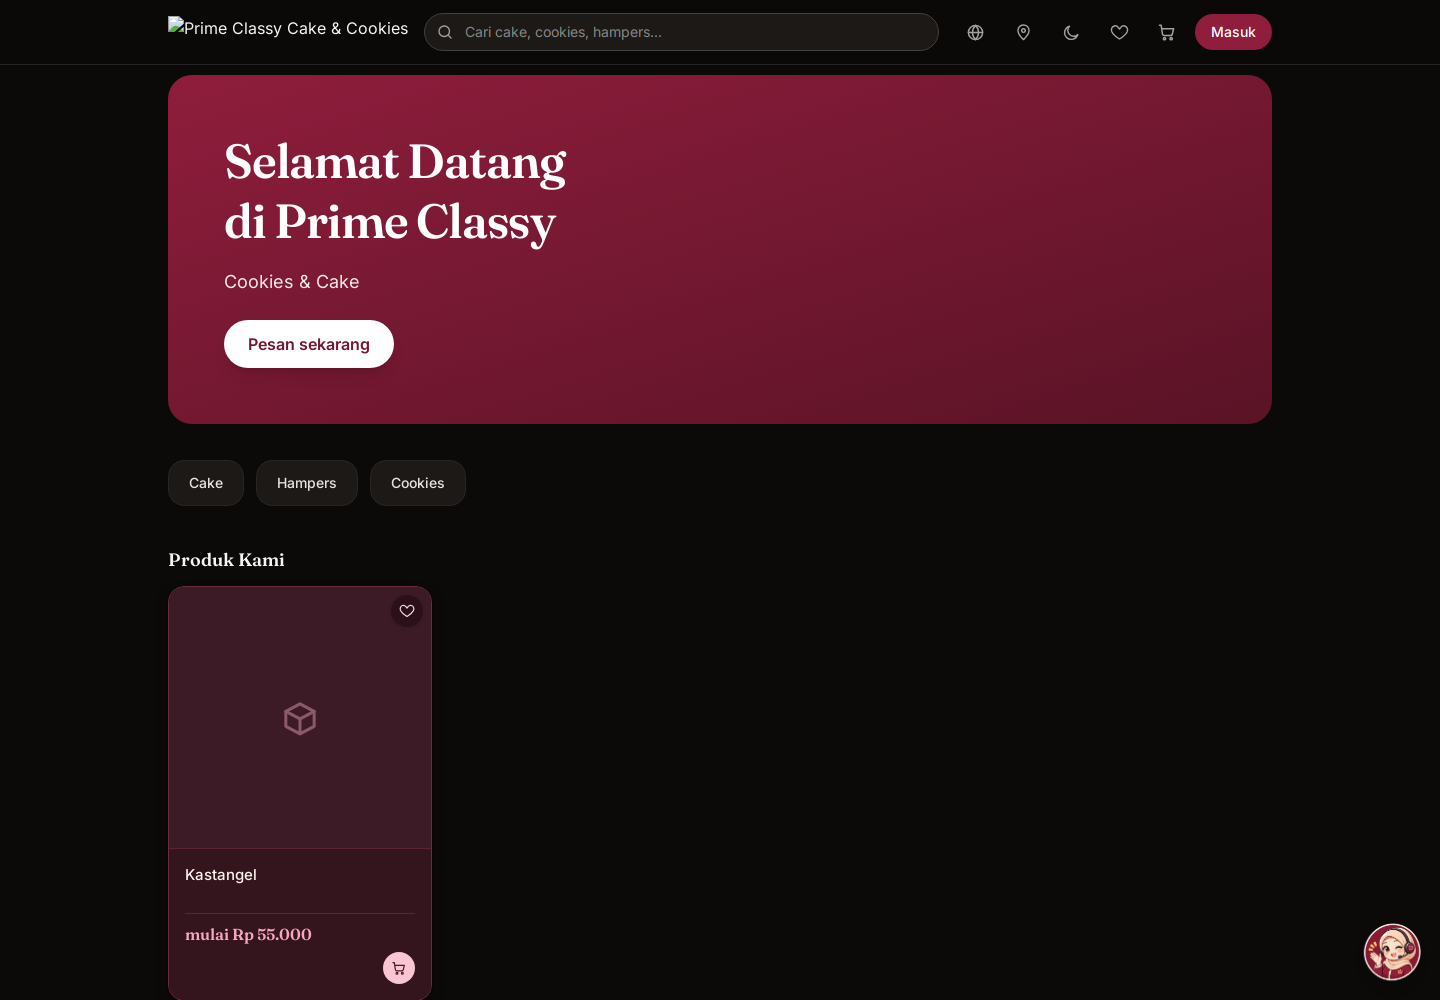 Prime Classy Cake & Cookies
Cari cake, cookies, hampers...
Masuk
Selamat Datang
di Prime Classy
Cookies & Cake
Pesan sekarang
Cake
Hampers
Cookies
Produk Kami
Kastangel
mulai Rp 55.000